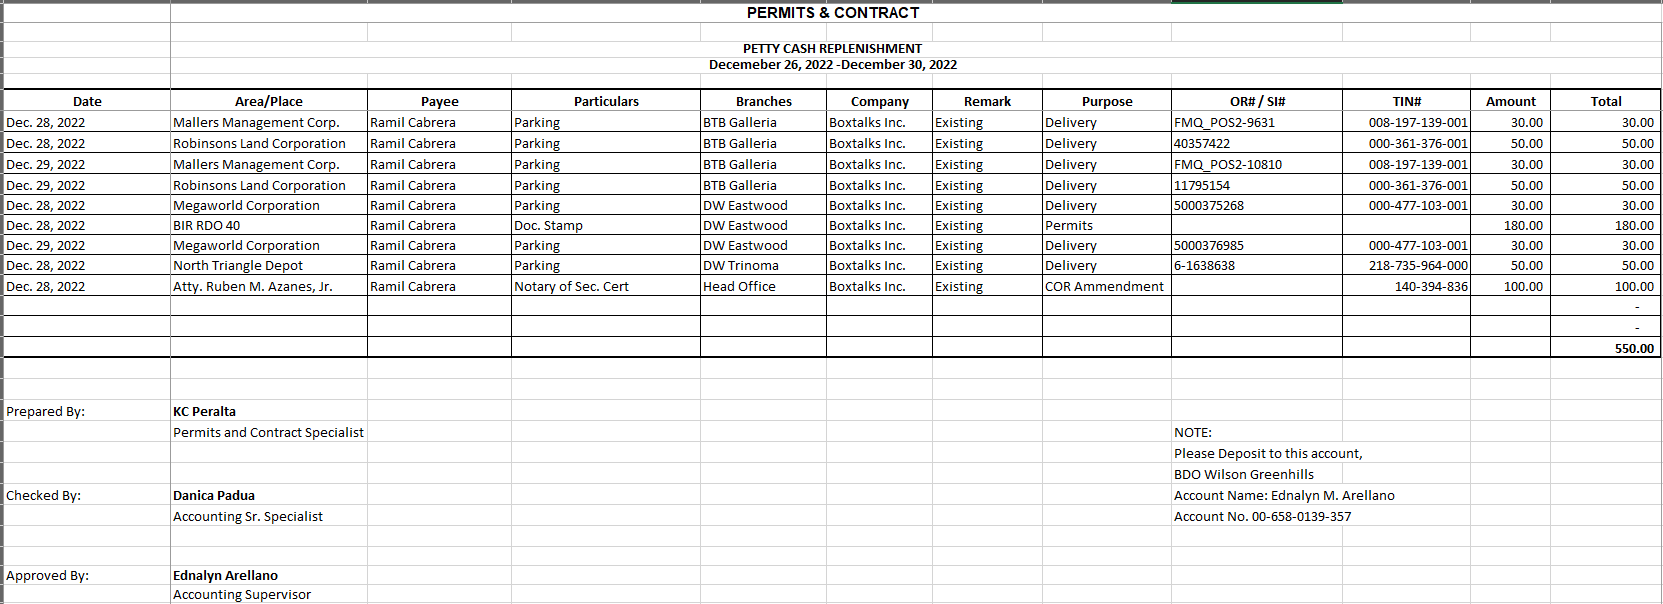 PERMITS & CONTRACT
PETTY CASH REPLENISHMENT
Decemeber 26, 2022 -December 30, 2022
Date Area/Place Payee Particulars Branches Company Remark Purpose OR# / SI# TIN# Amount Total
Dec. 28, 2022 Mallers Management Corp. Ramil Cabrera Parking BTB Galleria Boxtalks Inc. Existing Delivery FMQ_POS2-9631 008-197-139-001 30.00 30.00
Dec. 28, 2022 Robinsons Land Corporation Ramil Cabrera Parking BTB Galleria Boxtalks Inc. Existing Delivery 40357422 000-361-376-001 50.00 50.00
Dec. 29, 2022 Mallers Management Corp. Ramil Cabrera Parking BTB Galleria Boxtalks Inc. Existing Delivery FMQ_POS2-10810 008-197-139-001 30.00 30.00
Dec. 29, 2022 Robinsons Land Corporation Ramil Cabrera Parking BTB Galleria Boxtalks Inc. Existing Delivery 11795154 000-361-376-001 50.00 50.00
Dec. 28, 2022 Megaworld Corporation Ramil Cabrera Parking DW Eastwood Boxtalks Inc. Existing Delivery 5000375268 000-477-103-001 30.00 30.00
Dec. 28, 2022 BIR RDO 40 Ramil Cabrera Doc. Stamp DW Eastwood Boxtalks Inc. Existing Permits 180.00 180.00
Dec. 29, 2022 Megaworld Corporation Ramil Cabrera Parking DW Eastwood Boxtalks Inc. Existing Delivery 5000376985 000-477-103-001 30.00 30.00
Dec. 28, 2022 North Triangle Depot Ramil Cabrera Parking DW Trinoma Boxtalks Inc. Existing Delivery 6-1638638 218-735-964-000 50.00 50.00
Dec. 28, 2022 Atty. Ruben M. Azanes, Jr. Ramil Cabrera Notary of Sec. Cert Head Office Boxtalks Inc. Existing COR Ammendment 140-394-836 100.00 100.00
-
-
550.00
Prepared By: KC Peralta
Permits and Contract Specialist NOTE:
Please Deposit to this account,
BDO Wilson Greenhills
Checked By: Danica Padua Account Name: Ednalyn M. Arellano
Accounting Sr. Specialist Account No. 00-658-0139-357
Approved By: Ednalyn Arellano
Accounting Supervisor